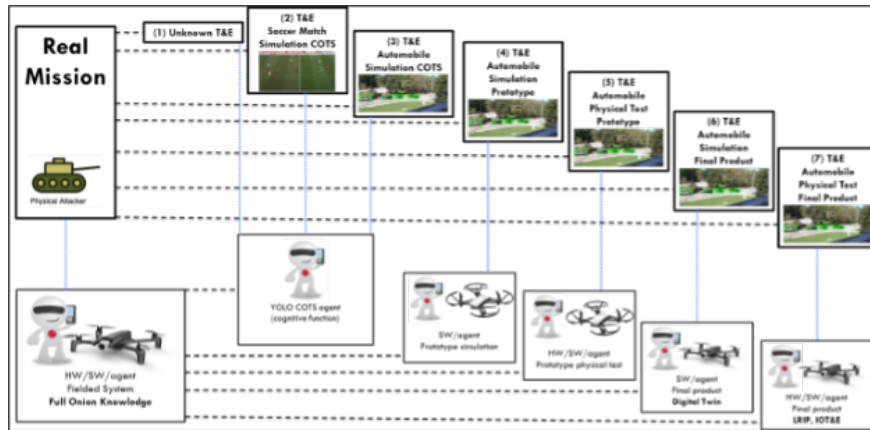 Real
Mission
Physical Attacker
(1) Unknown T&E
(2) T&E
Soccer Match
Simulation COTS
(3) T&E
Automobile
Simulation COTS
(4) T&E
Automobile
Simulation
Prototype
(5) T&E
Automobile
Physical Test
Prototype
(6) T&E
Automobile
Simulation
Final Product
(7) T&E
Automobile
Physical Test
Final Product
HW/SW/agent
Fielded System
Full Onion Knowledge
YOLO COTS agent
(cognitive function)
SW/agent
Prototype simulation
HW/SW/agent
Prototype physical test
SW/agent
Final product
Digital Twin
HW/SW/agent
Final product
LRIP, IOT&E